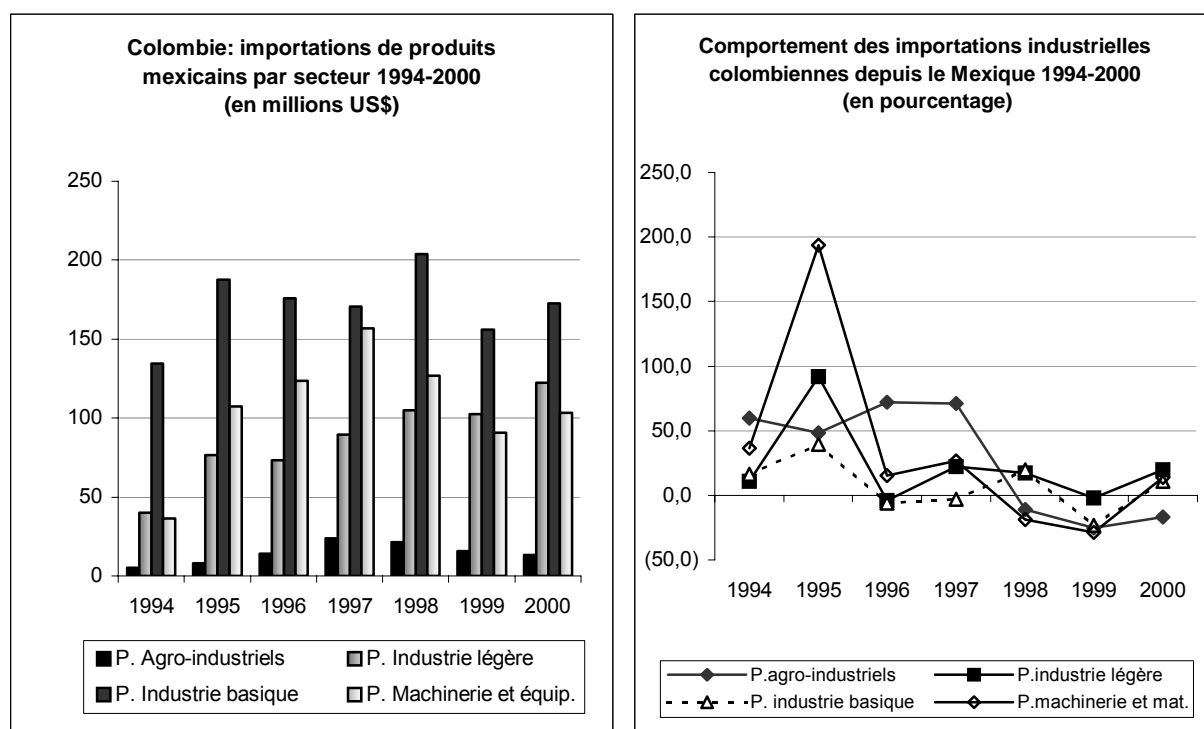 Colombie: importations de produits
mexicains par secteur 1994-2000
(en millions US$)
250
200
150
100
50
0
1994 1995 1996 1997 1998 1999 2000
P. Agro-industriels P. Industrie légère
P. Industrie basique P. Machinerie et équip.
Comportement des importations industrielles
colombiennes depuis le Mexique 1994-2000
(en pourcentage)
250,0
200,0
150,0
100,0
50,0
0,0
(50,0)
1994 1995 1996 1997 1998 1999 2000
P.agro-industriels P.industrie légère
P. industrie basique P.machinerie et mat.